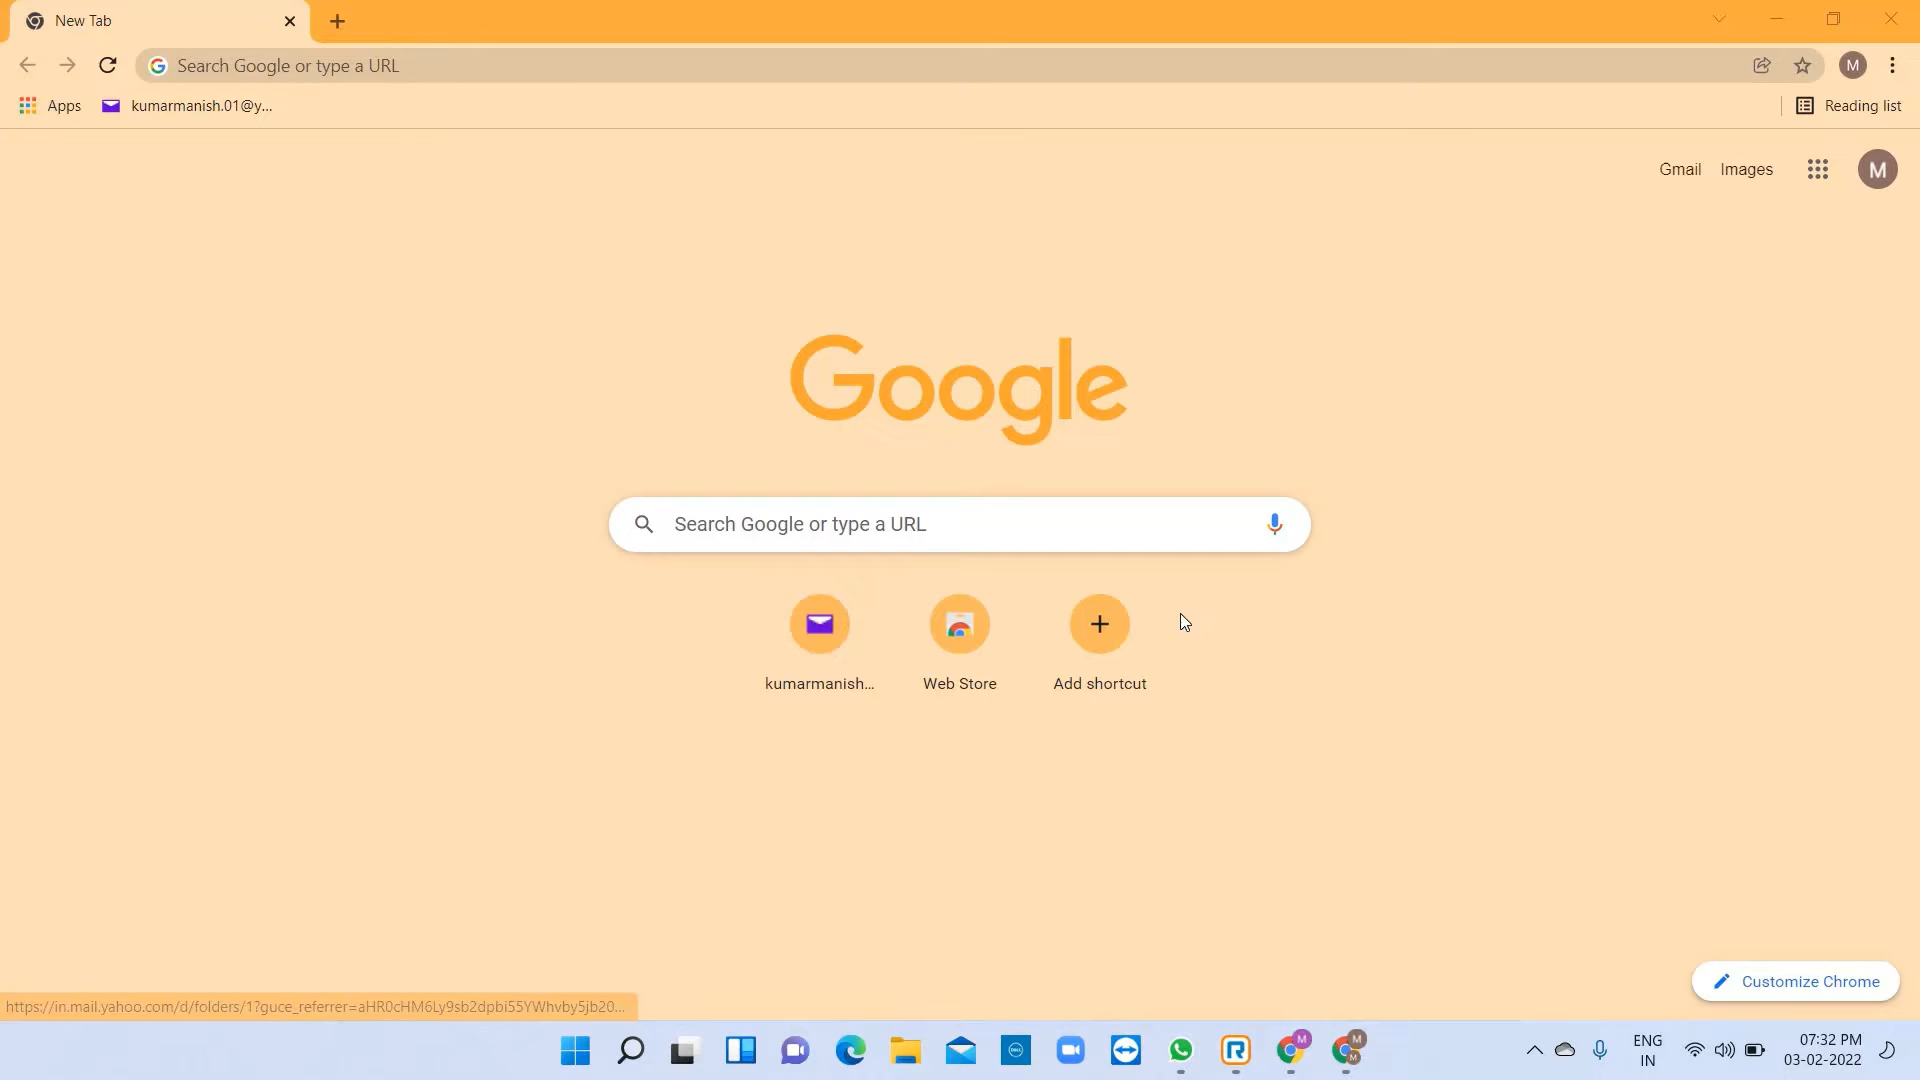 New Tab
Search Google or type a URL
M
Apps
kumarmanish.01@y...
Reading list
Gmail
Images
M
Google
Search Google or type a URL
kumarmanish...
Web Store
Add shortcut
Customize Chrome
https://in.mail.yahoo.com/d/folders/1?guce_referrer=aHR0cHM6Ly9sb2dpbi55YWhvby5jb20...
DELL
R
M
M
M
ENG
IN
07:32 PM
03-02-2022